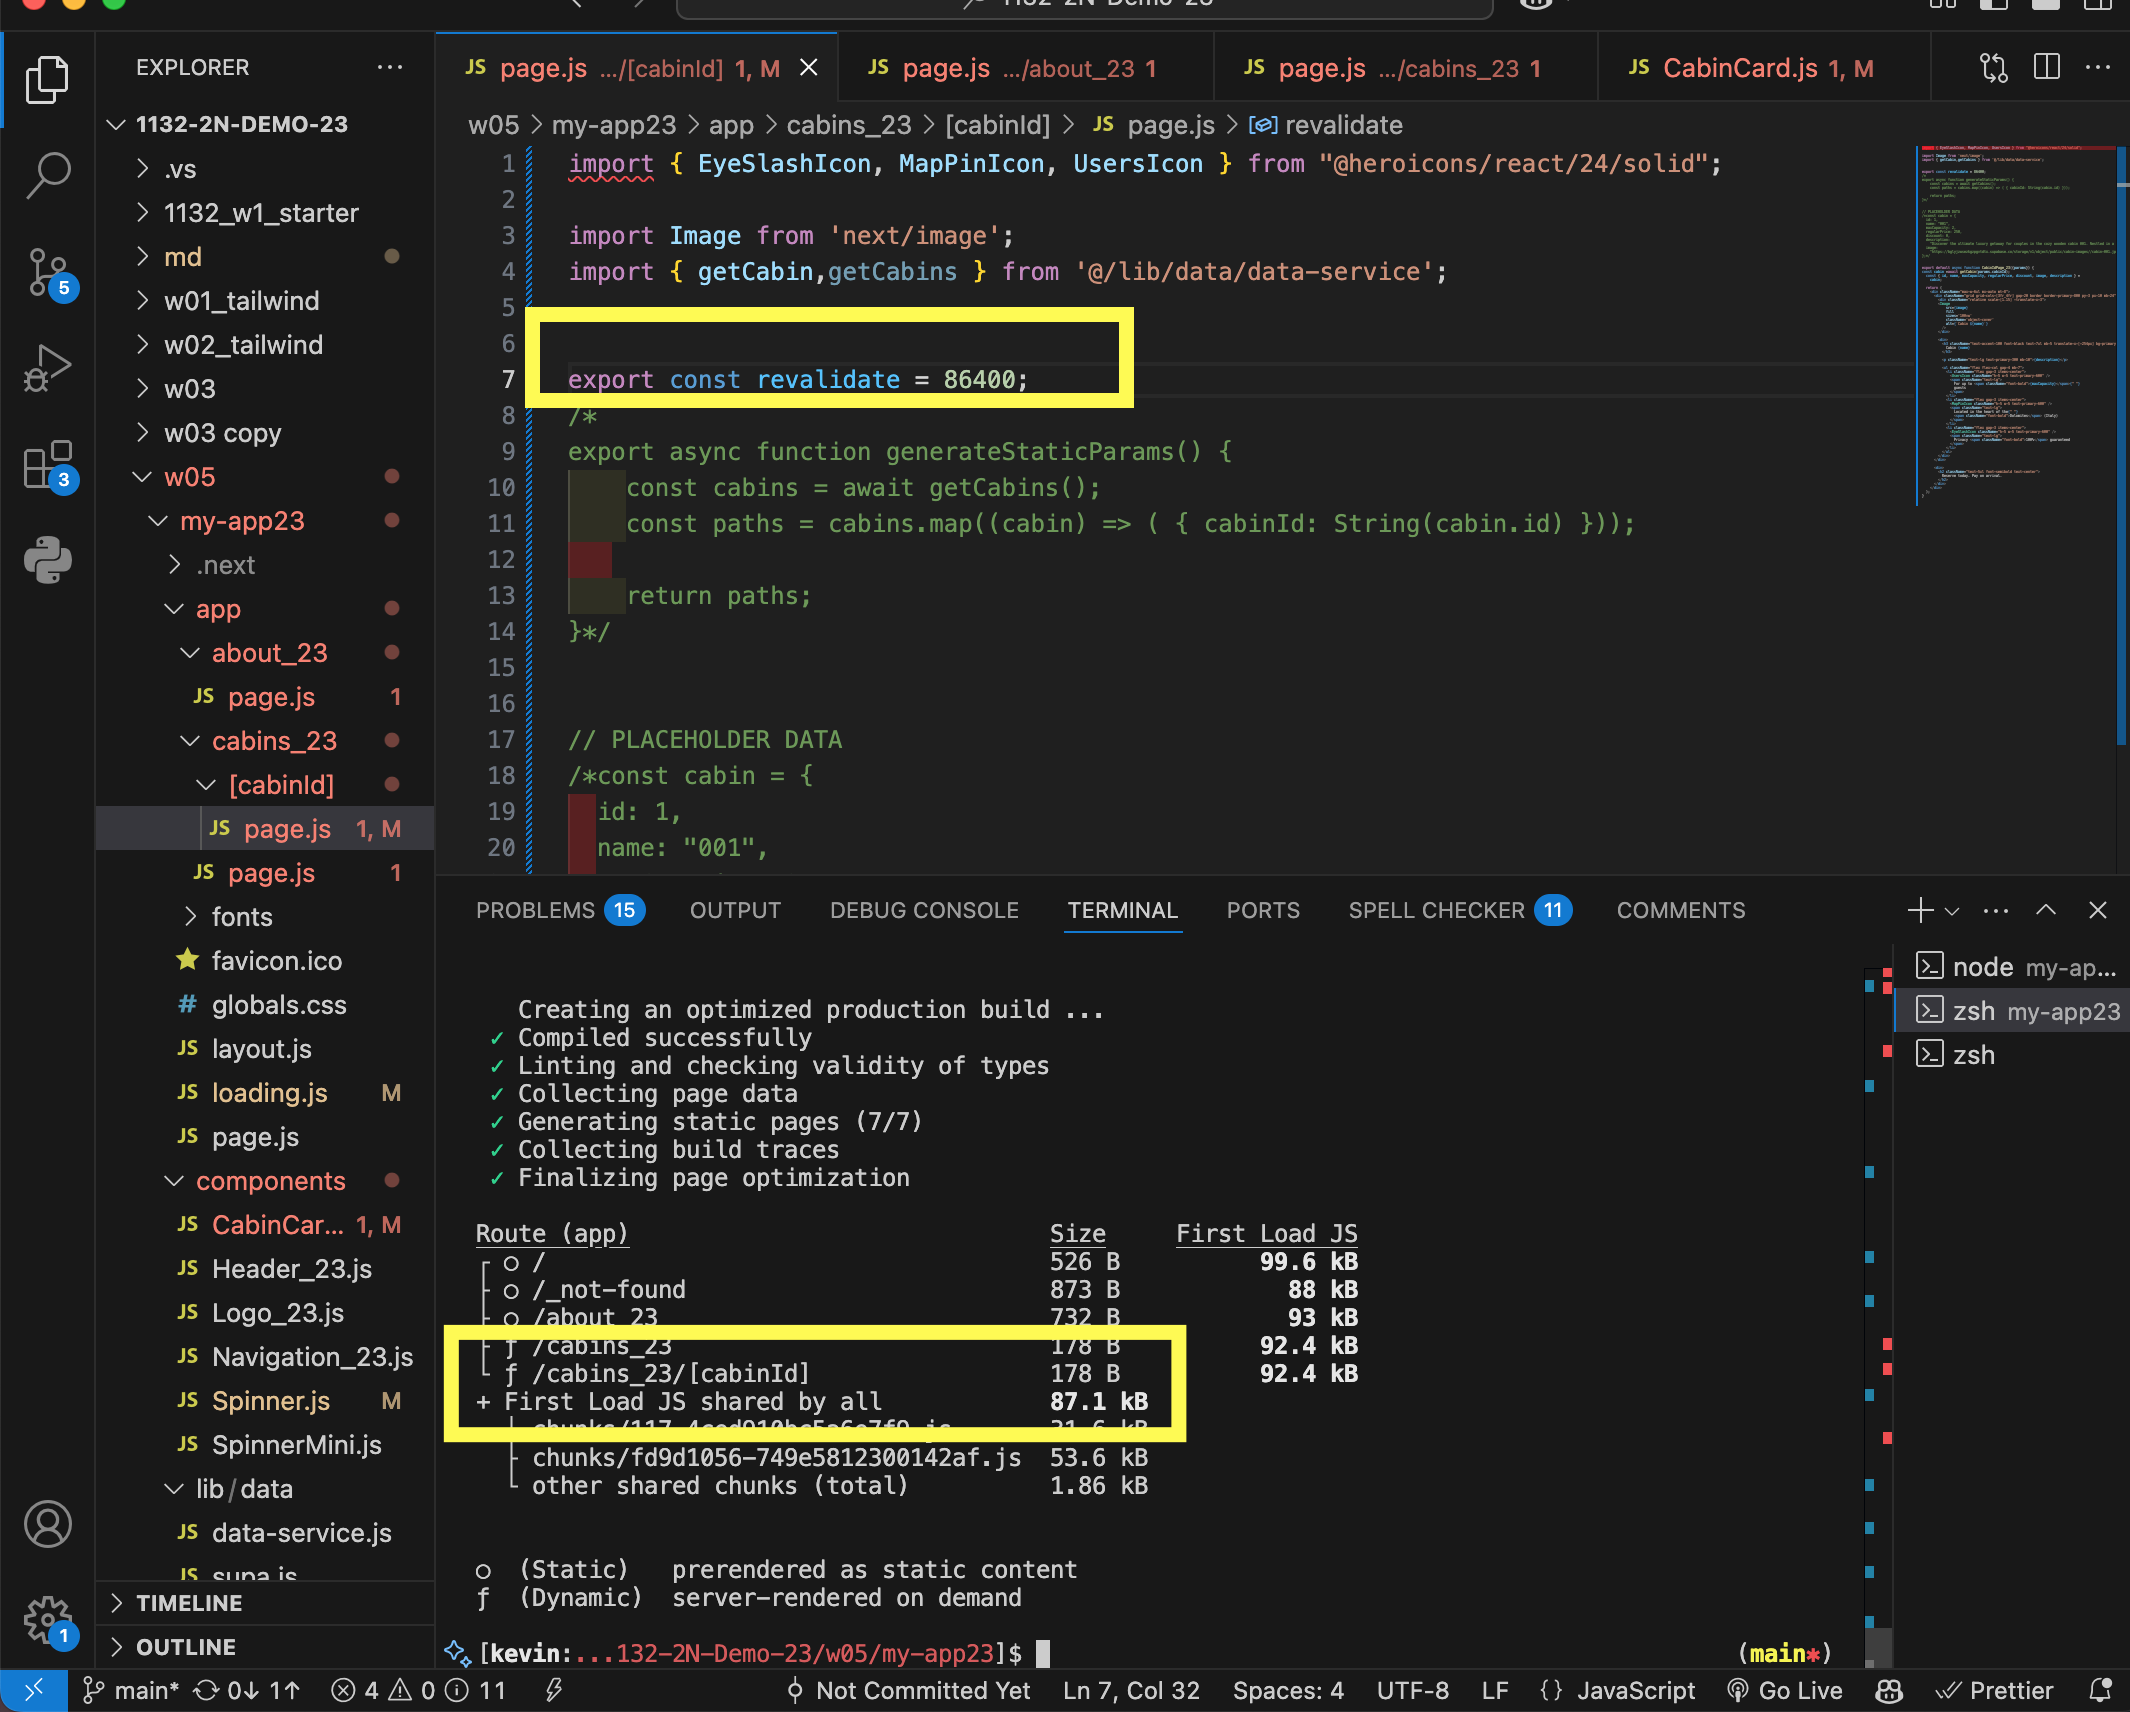 EXPLORER
1132-2N-DEMO-23
.vs
1132_w1_starter
md
w01_tailwind
w02_tailwind
w03
w03 copy
w05
my-app23
.next
app
about_23
JS page.js 1
cabins_23
[cabinId]
JS page.js 1, M
JS page.js 1
fonts
favicon.ico
# globals.css
JS layout.js
JS loading.js M
JS page.js
components
JS CabinCar... 1, M
JS Header_23.js
JS Logo_23.js
JS Navigation_23.js
JS Spinner.js M
JS SpinnerMini.js
lib/data
JS data-service.js
JS supa.js
TIMELINE
OUTLINE
5
3
1
JS page.js .../[cabinId] 1, M
JS page.js .../about_23 1
JS page.js .../cabins_23 1
JS CabinCard.js 1, M
w05 > my-app23 > app > cabins_23 > [cabinId] > JS page.js > revalidate
1 import { EyeSlashIcon, MapPinIcon, UsersIcon } from "@heroicons/react/24/solid";
2
3 import Image from 'next/image';
4 import { getCabin,getCabins } from '@/lib/data/data-service';
5
6
7 export const revalidate = 86400;
8 /*
9 export async function generateStaticParams() {
10 const cabins = await getCabins();
11 const paths = cabins.map((cabin) => ( { cabinId: String(cabin.id) }));
12
13 return paths;
14 }*/
15
16
17 // PLACEHOLDER DATA
18 /*const cabin = {
19 id: 1,
20 name: "001",
PROBLEMS 15 OUTPUT DEBUG CONSOLE TERMINAL PORTS SPELL CHECKER 11 COMMENTS
Creating an optimized production build ...
✓ Compiled successfully
✓ Linting and checking validity of types
✓ Collecting page data
✓ Generating static pages (7/7)
✓ Collecting build traces
✓ Finalizing page optimization
Route (app) Size First Load JS
┌ ○ / 526 B 99.6 kB
├ ○ /_not-found 873 B 88 kB
├ ○ /about_23 732 B 93 kB
├ ƒ /cabins_23 178 B 92.4 kB
└ ƒ /cabins_23/[cabinId] 178 B 92.4 kB
+ First Load JS shared by all 87.1 kB
├ 31.6 kB
├ chunks/fd9d1056-749e5812300142af.js 53.6 kB
└ other shared chunks (total) 1.86 kB
○ (Static) prerendered as static content
ƒ (Dynamic) server-rendered on demand
[kevin:...132-2N-Demo-23/w05/my-app23]$ (main*)
node my-ap...
zsh my-app23
zsh
main* 0↓ 1↑ 4 0 11 Not Committed Yet Ln 7, Col 32 Spaces: 4 UTF-8 LF {} JavaScript Go Live Prettier